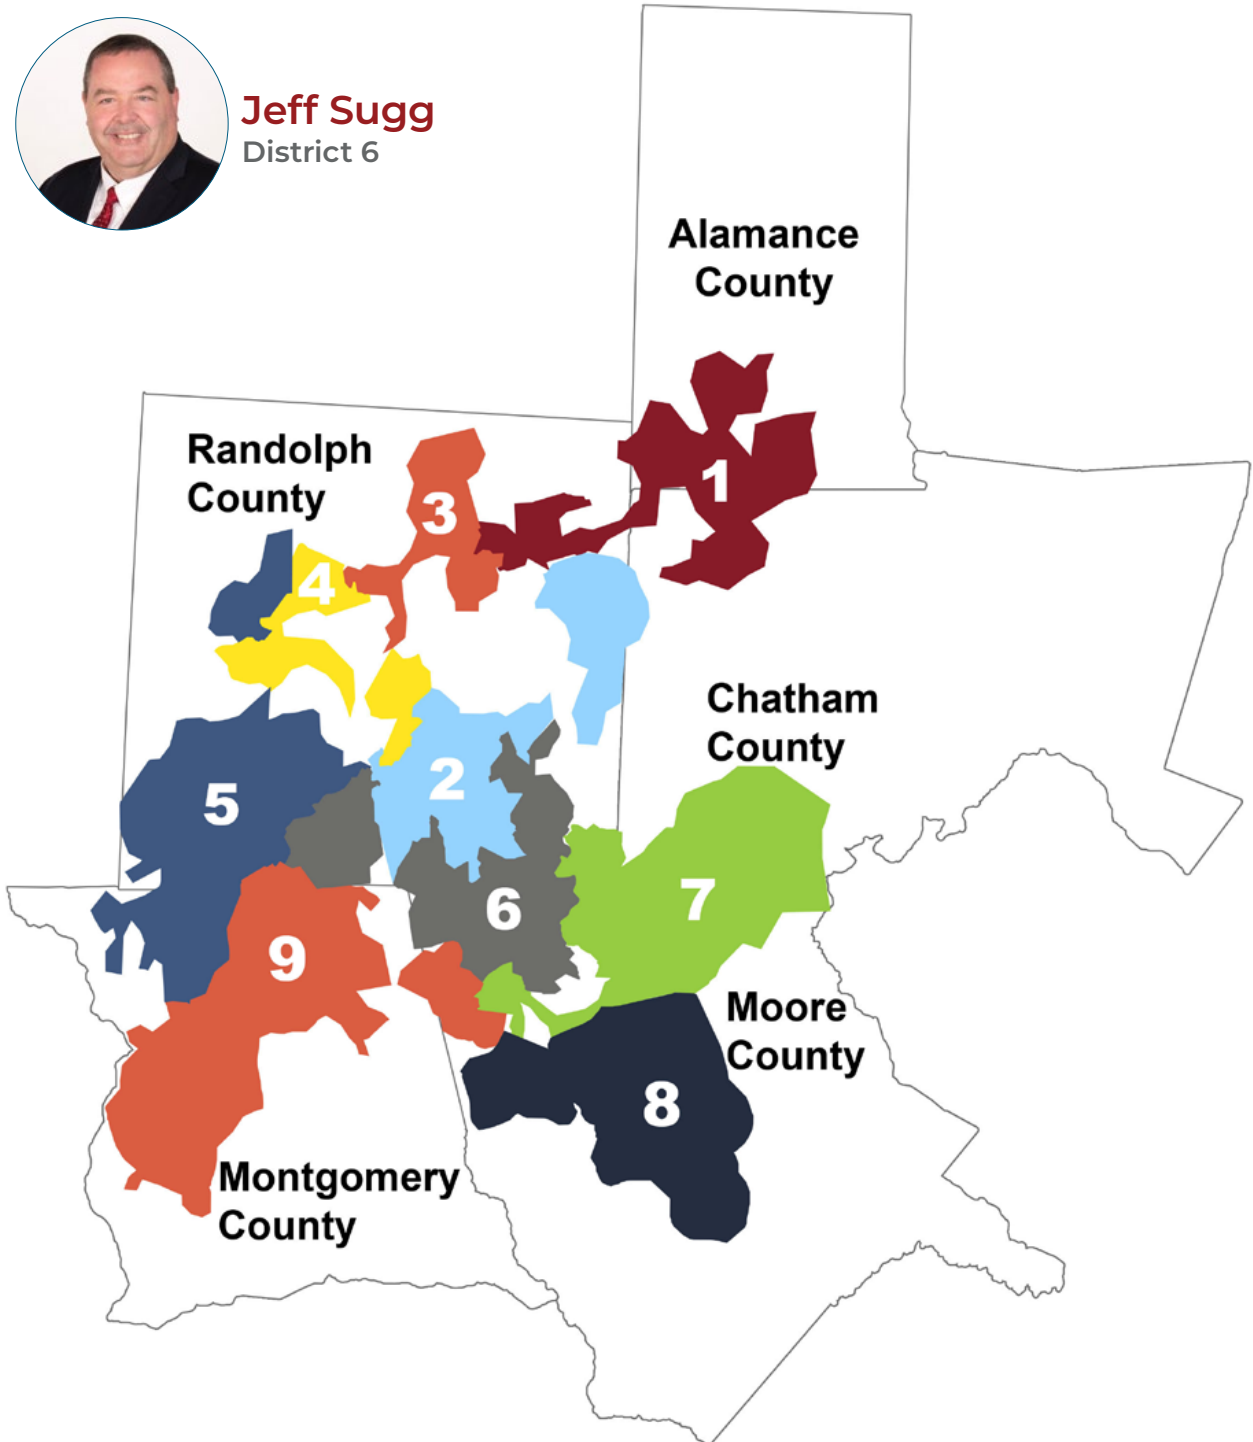 Jeff Sugg
District 6
Alamance
County
Randolph
County
1
3
4
Chatham
County
2
5
7
6
9
Moore
County
8
Montgomery
County